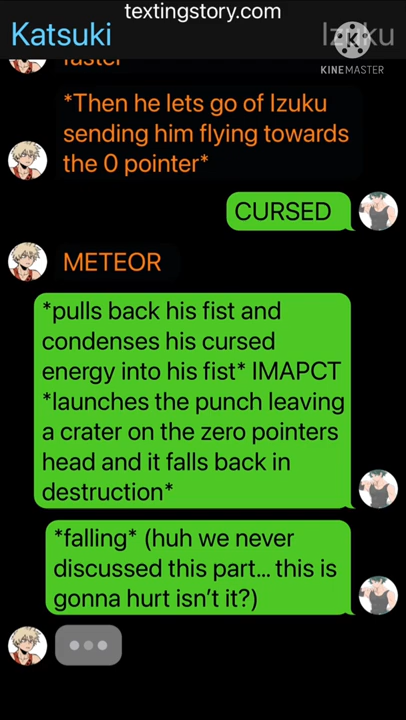 textingstory.com
Katsuki
Izuku
KINEMASTER
faster
*Then he lets go of Izuku
sending him flying towards
the 0 pointer*
CURSED
METEOR
*pulls back his fist and
condenses his cursed
energy into his fist* IMAPCT
*launches the punch leaving
a crater on the zero pointers
head and it falls back in
destruction*
*falling* (huh we never
discussed this part... this is
gonna hurt isn't it?)